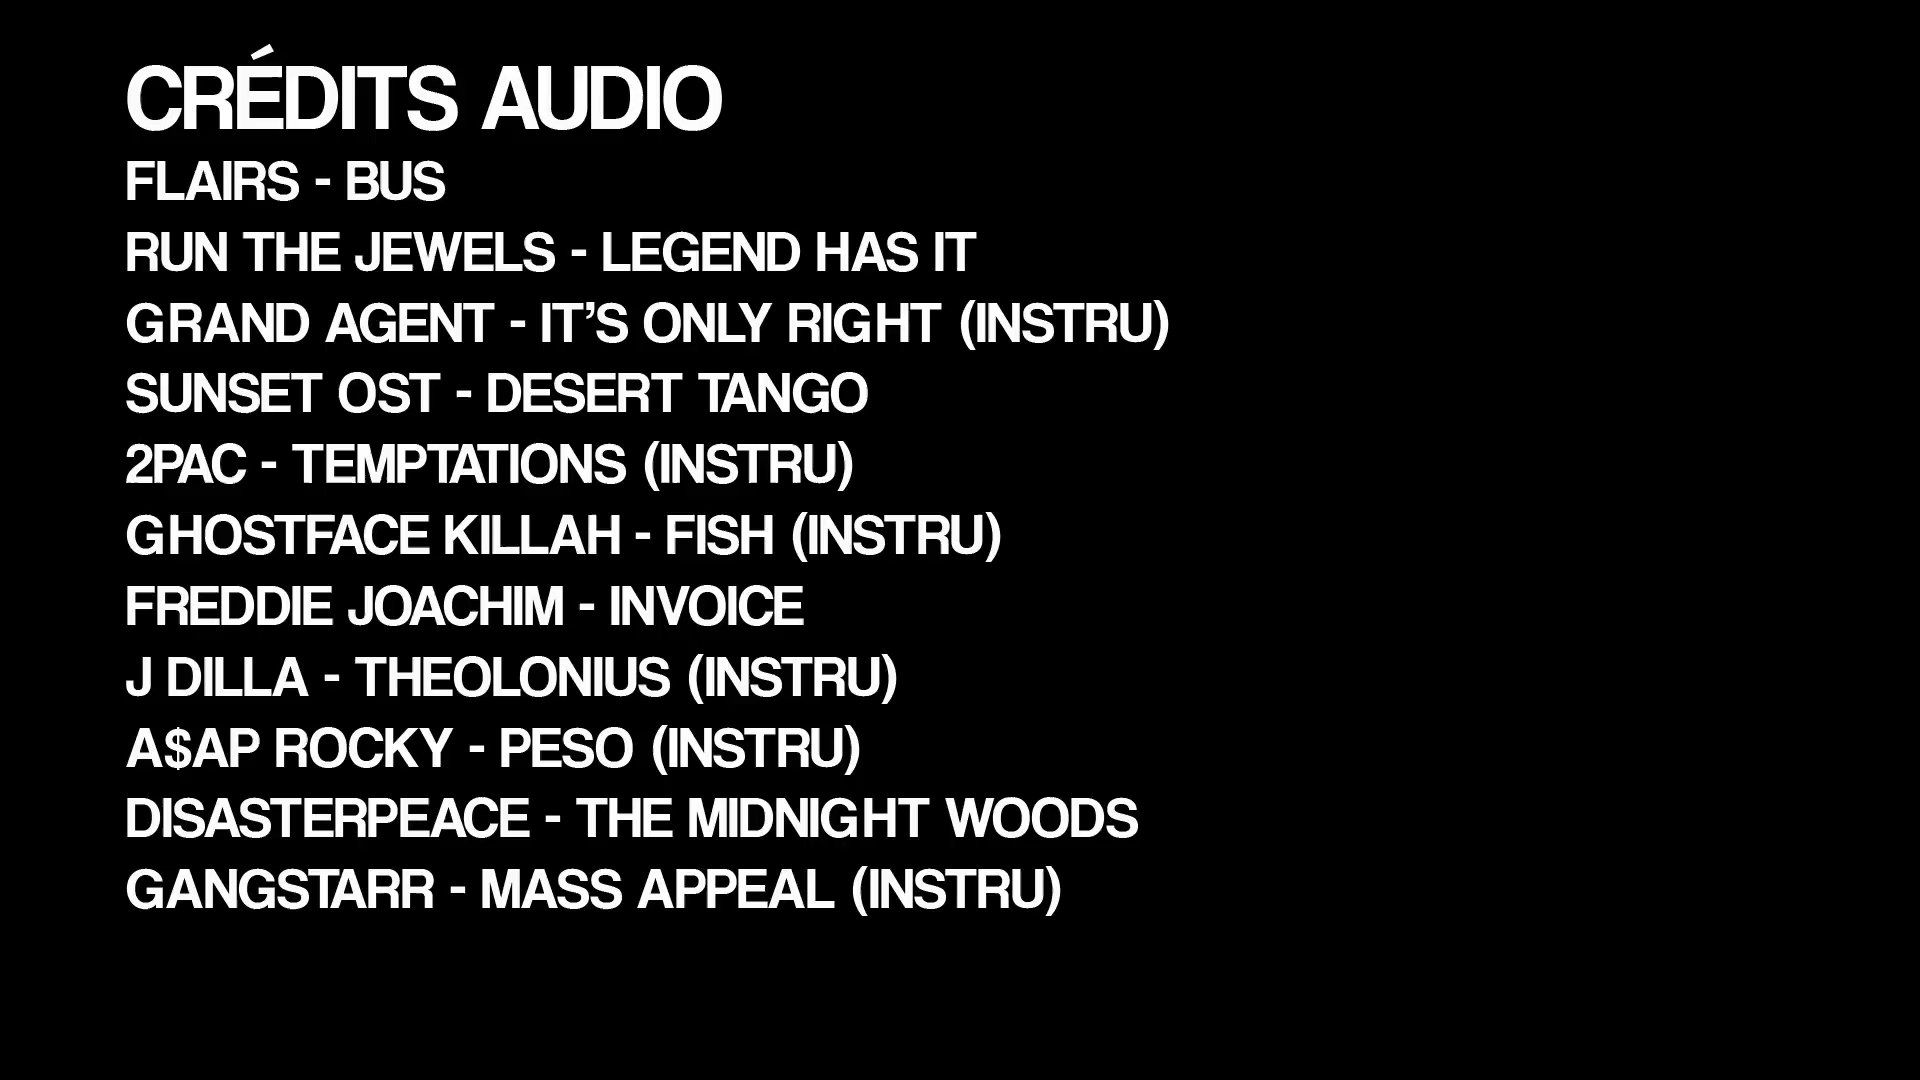 CRÉDITS AUDIO
FLAIRS - BUS
RUN THE JEWELS - LEGEND HAS IT
GRAND AGENT - IT’S ONLY RIGHT (INSTRU)
SUNSET OST - DESERT TANGO
2PAC - TEMPTATIONS (INSTRU)
GHOSTFACE KILLAH - FISH (INSTRU)
FREDDIE JOACHIM - INVOICE
J DILLA - THEOLONIUS (INSTRU)
A$AP ROCKY - PESO (INSTRU)
DISASTERPEACE - THE MIDNIGHT WOODS
GANGSTARR - MASS APPEAL (INSTRU)